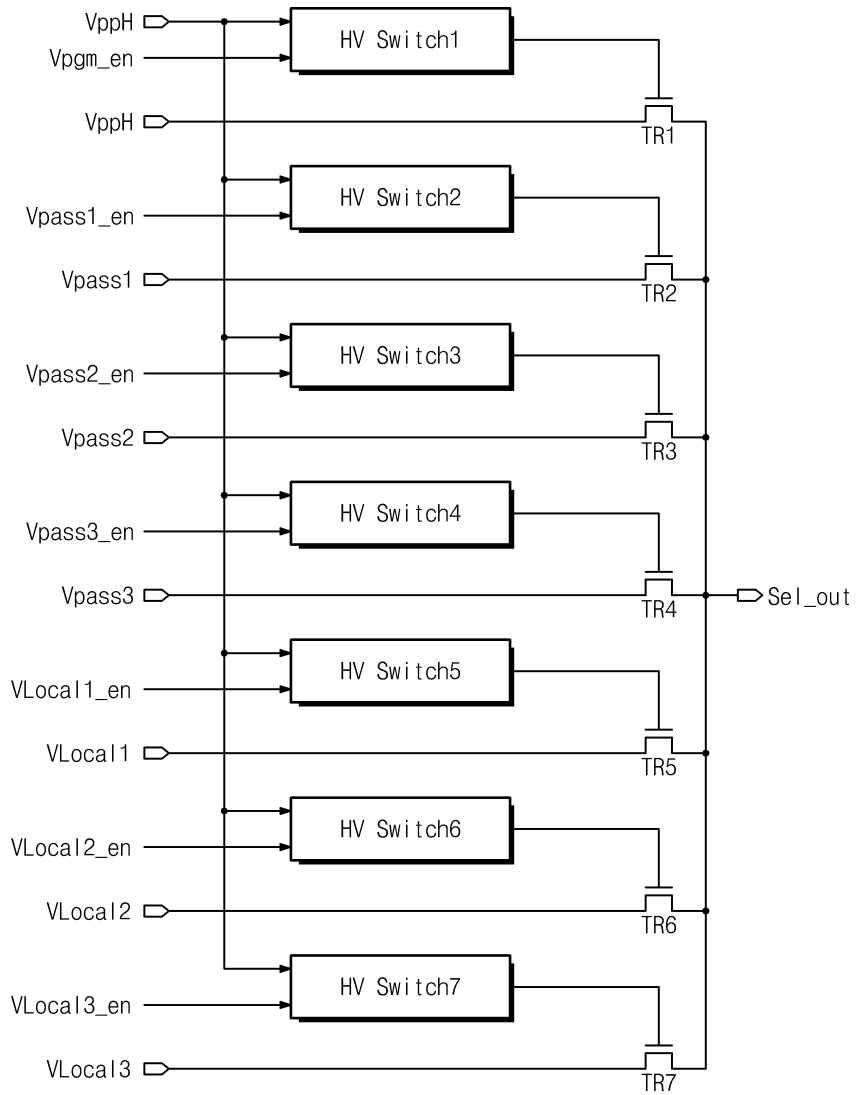 VppH
HV Switch1
Vpgm_en
VppH
TR1
HV Switch2
Vpass1_en
Vpass1
TR2
HV Switch3
Vpass2_en
Vpass2
TR3
HV Switch4
Vpass3_en
Vpass3
TR4
Sel_out
HV Switch5
VLocal1_en
VLocal1
TR5
HV Switch6
VLocal2_en
VLocal2
TR6
HV Switch7
VLocal3_en
VLocal3
TR7